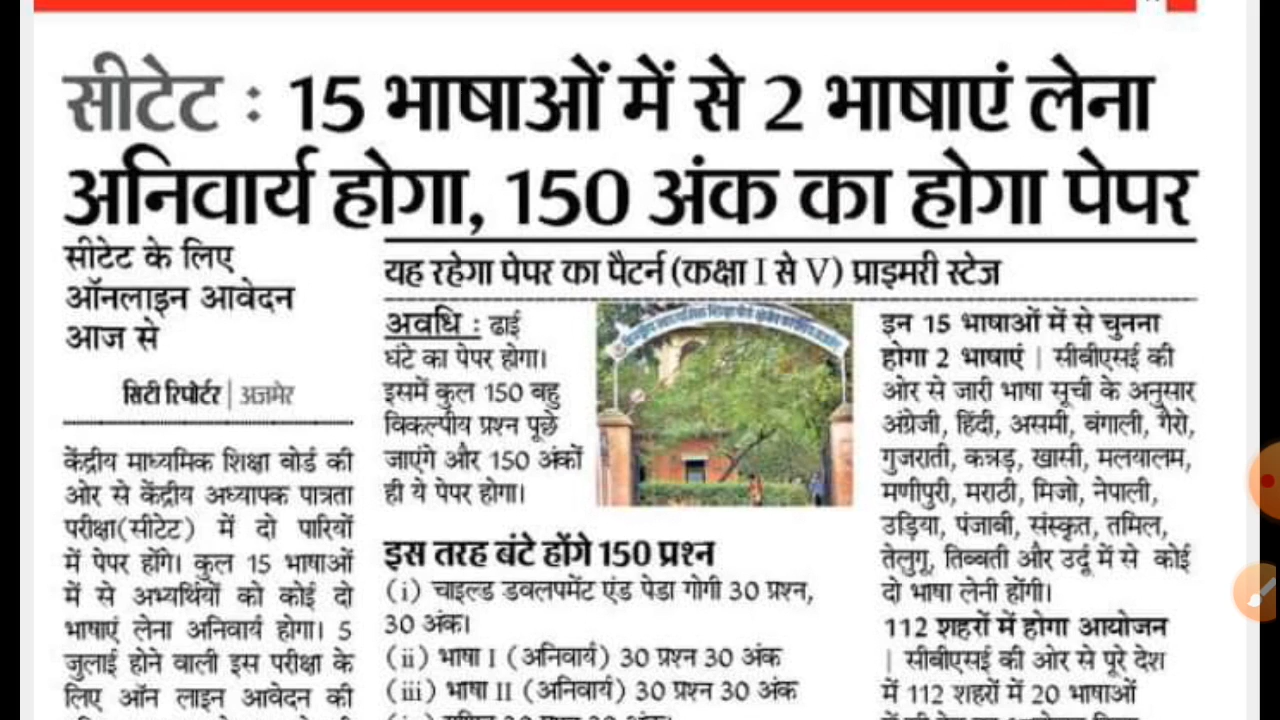 सीटेट : 15 भाषाओं में से 2 भाषाएं लेना
अनिवार्य होगा, 150 अंक का होगा पेपर
सीटेट के लिए
ऑनलाइन आवेदन
आज से
सिटी रिपोर्टर | अजमेर
केंद्रीय माध्यमिक शिक्षा बोर्ड की
ओर से केंद्रीय अध्यापक पात्रता
परीक्षा(सीटेट) में दो पारियों
में पेपर होंगे। कुल 15 भाषाओं
में से अभ्यर्थियों को कोई दो
भाषाएं लेना अनिवार्य होगा। 5
जुलाई होने वाली इस परीक्षा के
लिए ऑन लाइन आवेदन की
यह रहेगा पेपर का पैटर्न (कक्षा I से V) प्राइमरी स्टेज
अवधि : ढाई
घंटे का पेपर होगा।
इसमें कुल 150 बहु
विकल्पीय प्रश्न पूछे
जाएंगे और 150 अंकों
ही ये पेपर होगा।
इस तरह बंटे होंगे 150 प्रश्न
(i) चाइल्ड डवलपमेंट एंड पेडा गोगी 30 प्रश्न,
30 अंक।
(ii) भाषा I (अनिवार्य) 30 प्रश्न 30 अंक
(iii) भाषा II (अनिवार्य) 30 प्रश्न 30 अंक
इन 15 भाषाओं में से चुनना
होगा 2 भाषाएं | सीबीएसई की
ओर से जारी भाषा सूची के अनुसार
अंग्रेजी, हिंदी, असमी, बंगाली, गैरो,
गुजराती, कन्नड़, खासी, मलयालम,
मणीपुरी, मराठी, मिजो, नेपाली,
उड़िया, पंजाबी, संस्कृत, तमिल,
तेलुगू, तिब्बती और उर्दू में से कोई
दो भाषा लेनी होंगी।
112 शहरों में होगा आयोजन
| सीबीएसई की ओर से पूरे देश
में 112 शहरों में 20 भाषाओं